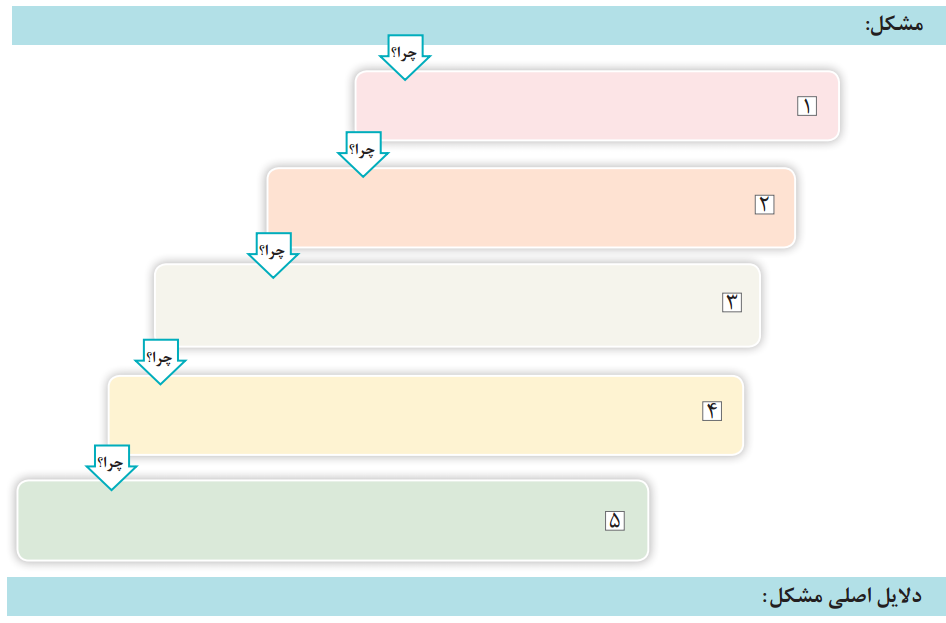 مشکل:
چرا؟
۱
چرا؟
۲
چرا؟
۳
چرا؟
۴
چرا؟
۵
دلایل اصلی مشکل: